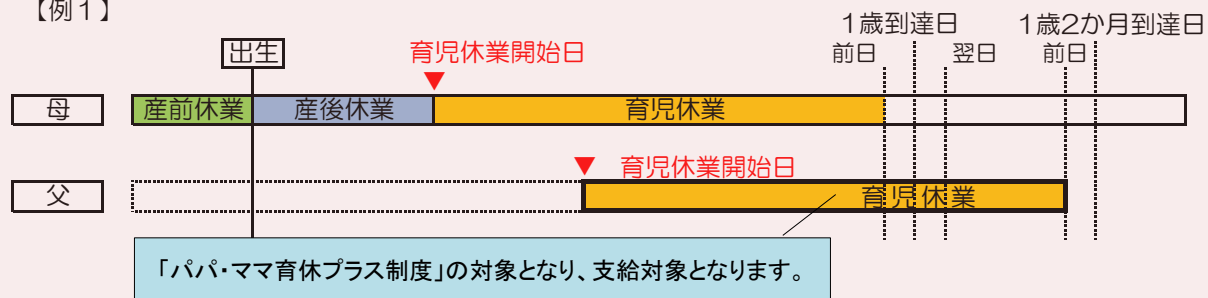 【例１】
１歳到達日 １歳2か月到達日
出生 育児休業開始日 前日 翌日 前日
母 産前休業 産後休業 育児休業
育児休業開始日
父 育児休業
「パパ・ママ育休プラス制度」の対象となり、支給対象となります。